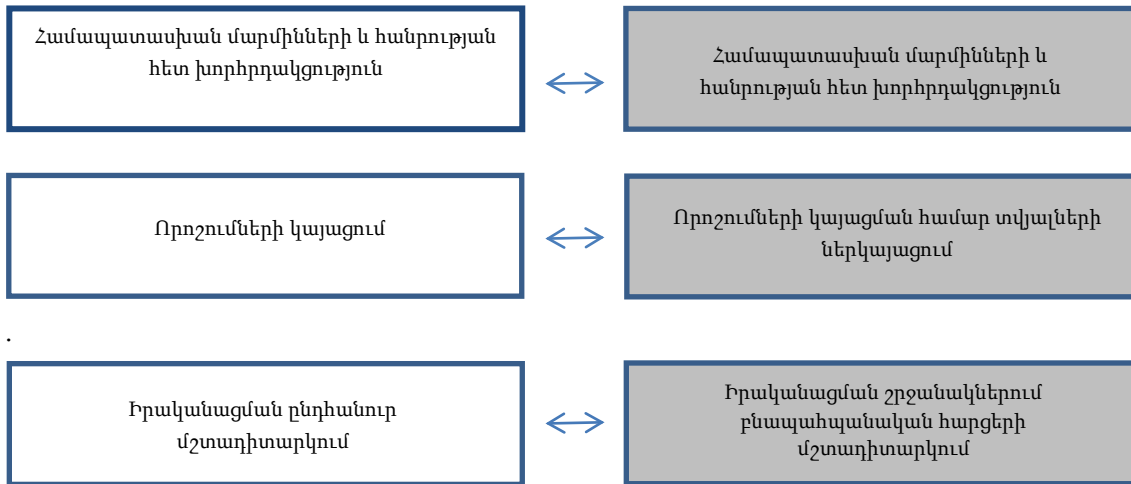 Համապատասխան մարմինների և հանրության
հետ խորհրդակցություն
Համապատասխան մարմինների և
հանրության հետ խորհրդակցություն
Որոշումների կայացում
Որոշումների կայացման համար տվյալների
ներկայացում
.
Իրականացման ընդհանուր
մշտադիտարկում
Իրականացման շրջանակներում
բնապահպանական հարցերի
մշտադիտարկում